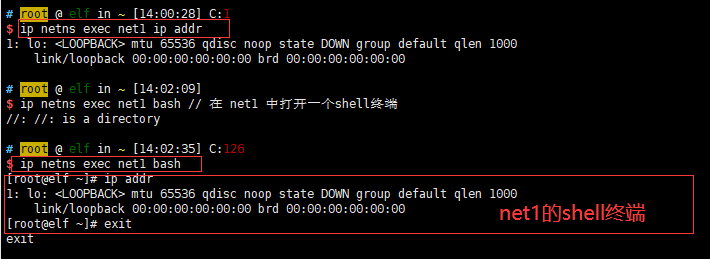 # root @ elf in ~ [14:00:28] C:1
$ ip netns exec net1 ip addr
1: lo: <LOOPBACK> mtu 65536 qdisc noop state DOWN group default qlen 1000
    link/loopback 00:00:00:00:00:00 brd 00:00:00:00:00:00
# root @ elf in ~ [14:02:09]
$ ip netns exec net1 bash // 在 net1 中打开一个shell终端
//: //: is a directory
# root @ elf in ~ [14:02:35] C:126
$ ip netns exec net1 bash
[root@elf ~]# ip addr
1: lo: <LOOPBACK> mtu 65536 qdisc noop state DOWN group default qlen 1000
    link/loopback 00:00:00:00:00:00 brd 00:00:00:00:00:00
net1的shell终端
[root@elf ~]# exit
exit